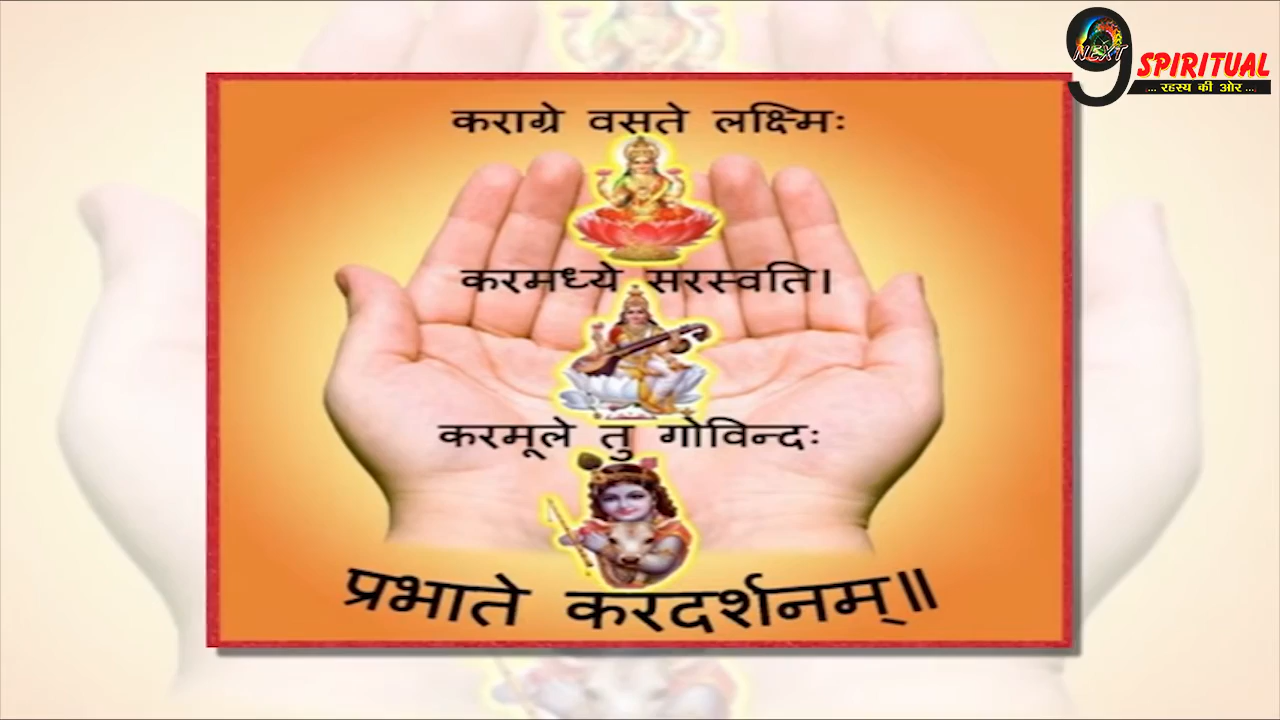 NEXT
9 SPIRITUAL
... रहस्य की ओर ...
कराग्रे वसते लक्ष्मिः
करमध्ये सरस्वति।
करमूले तु गोविन्दः
प्रभाते करदर्शनम्॥